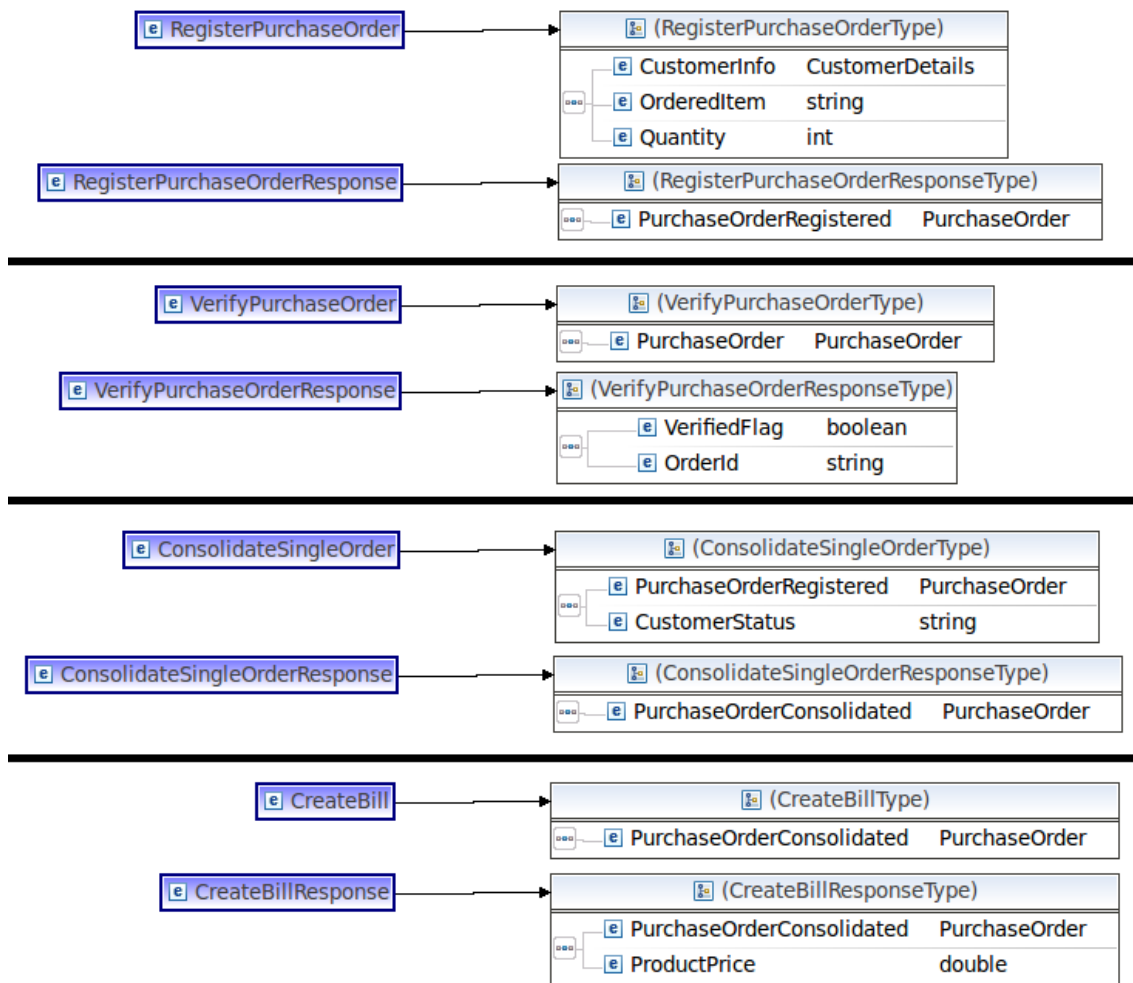 e RegisterPurchaseOrder (RegisterPurchaseOrderType)
e CustomerInfo CustomerDetails
e OrderedItem string
e Quantity int
e RegisterPurchaseOrderResponse (RegisterPurchaseOrderResponseType)
e PurchaseOrderRegistered PurchaseOrder
e VerifyPurchaseOrder (VerifyPurchaseOrderType)
e PurchaseOrder PurchaseOrder
e VerifyPurchaseOrderResponse (VerifyPurchaseOrderResponseType)
e VerifiedFlag boolean
e OrderId string
e ConsolidateSingleOrder (ConsolidateSingleOrderType)
e PurchaseOrderRegistered PurchaseOrder
e CustomerStatus string
e ConsolidateSingleOrderResponse (ConsolidateSingleOrderResponseType)
e PurchaseOrderConsolidated PurchaseOrder
e CreateBill (CreateBillType)
e PurchaseOrderConsolidated PurchaseOrder
e CreateBillResponse (CreateBillResponseType)
e PurchaseOrderConsolidated PurchaseOrder
e ProductPrice double